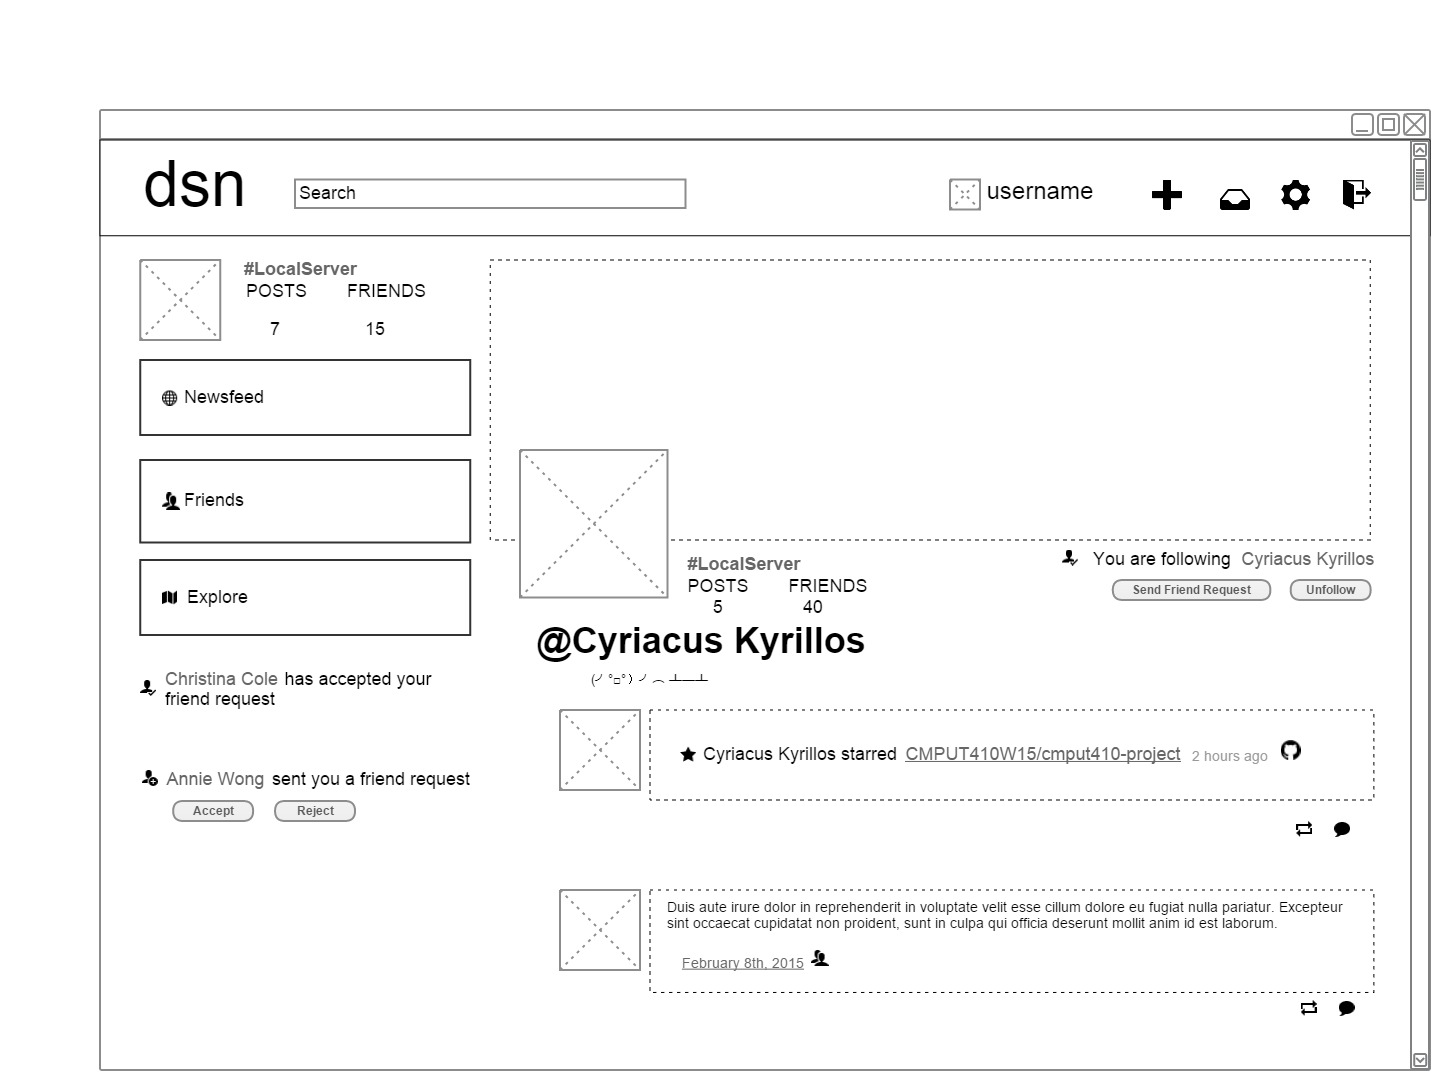 dsn
Search
username
#LocalServer
POSTS FRIENDS
7 15
Newsfeed
Friends
Explore
Christina Cole has accepted your
friend request
Annie Wong sent you a friend request
Accept Reject
#LocalServer
POSTS FRIENDS
5 40
You are following Cyriacus Kyrillos
Send Friend Request Unfollow
@Cyriacus Kyrillos
(╯°□°)╯︵ ┻━┻
Cyriacus Kyrillos starred CMPUT410W15/cmput410-project 2 hours ago
Duis aute irure dolor in reprehenderit in voluptate velit esse cillum dolore eu fugiat nulla pariatur. Excepteur
sint occaecat cupidatat non proident, sunt in culpa qui officia deserunt mollit anim id est laborum.
February 8th, 2015